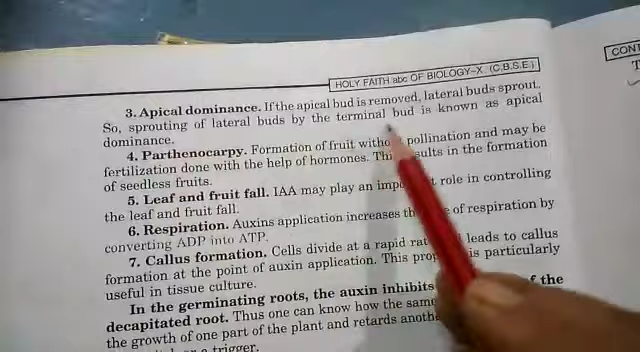 HOLY FAITH abc OF BIOLOGY–X. (C.B.S.E.)
CON
3. Apical dominance. If the apical bud is removed, lateral buds sprout.
So, sprouting of lateral buds by the terminal bud is known as apical
dominance.
4. Parthenocarpy. Formation of fruit without pollination and may be
fertilization done with the help of hormones. This results in the formation
of seedless fruits.
5. Leaf and fruit fall. IAA may play an important role in controlling
the leaf and fruit fall.
6. Respiration. Auxins application increases the of respiration by
converting ADP into ATP.
7. Callus formation. Cells divide at a rapid leads to callus
formation at the point of auxin application. This is particularly
useful in tissue culture.
In the germinating roots, the auxin inhibits of the
decapitated root. Thus one can know how the same
the growth of one part of the plant and retards
or a trigger.